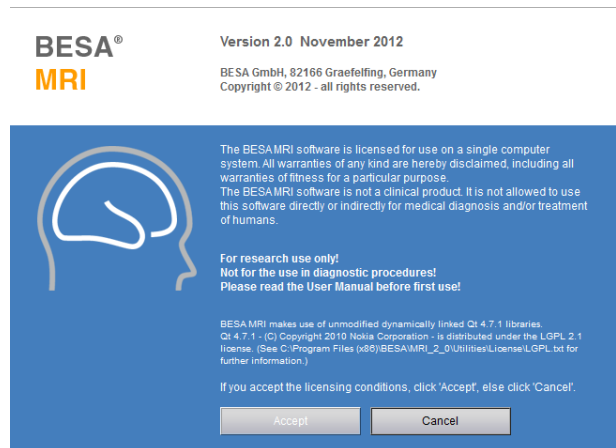 BESA®
MRI
Version 2.0 November 2012
BESA GmbH, 82166 Graefelfing, Germany
Copyright © 2012 - all rights reserved.
The BESA MRI software is licensed for use on a single computer
system. All warranties of any kind are hereby disclaimed, including all
warranties of fitness for a particular purpose.
The BESA MRI software is not a clinical product. It is not allowed to use
this software directly or indirectly for medical diagnosis and/or treatment
of humans.
For research use only!
Not for the use in diagnostic procedures!
Please read the User Manual before first use!
BESA MRI makes use of unmodified dynamically linked Qt 4.7.1 libraries.
Qt 4.7.1 - (C) Copyright 2010 Nokia Corporation - is distributed under the LGPL 2.1
license. (See C:\Program Files (x86)\BESA\MRI_2_0\Utilities\License\LGPL.txt for
further information.)
If you accept the licensing conditions, click 'Accept', else click 'Cancel'.
Accept
Cancel